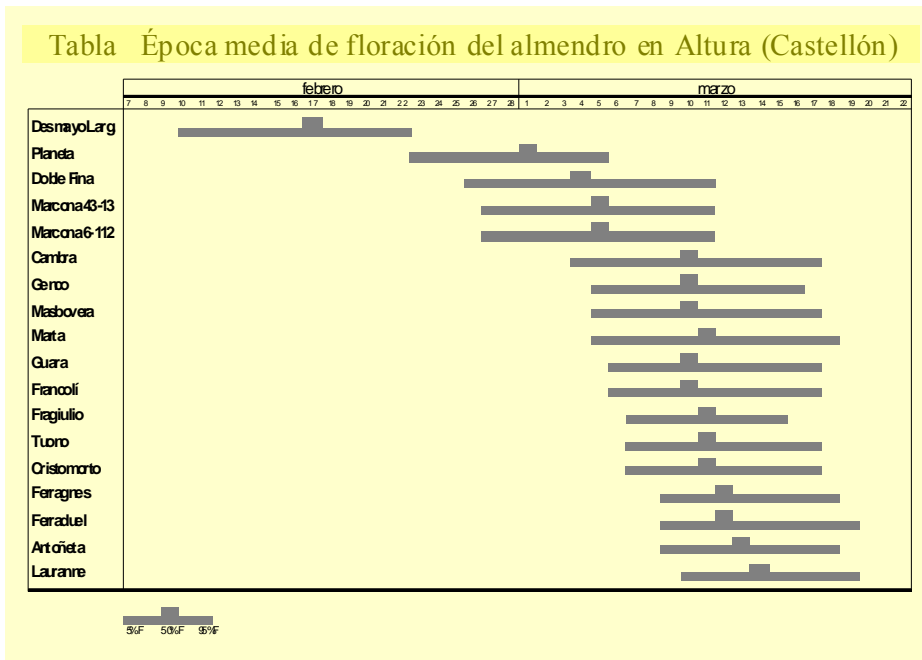 Tabla Época media de floración del almendro en Altura (Castellón)
febrero marzo
7 8 9 10 11 12 13 14 15 16 17 18 19 20 21 22 23 24 25 26 27 28 1 2 3 4 5 6 7 8 9 10 11 12 13 14 15 16 17 18 19 20 21 22
Desmayo Larg.
Planeta
Doble Fina
Marcona 43-13
Marcona 6-112
Cambra
Genco
Masbovera
Marta
Guara
Francolí
Fragiulio
Tuono
Cristomorto
Ferragnes
Ferraduel
Antoñeta
Lauranne
5%F 50%F 95%F